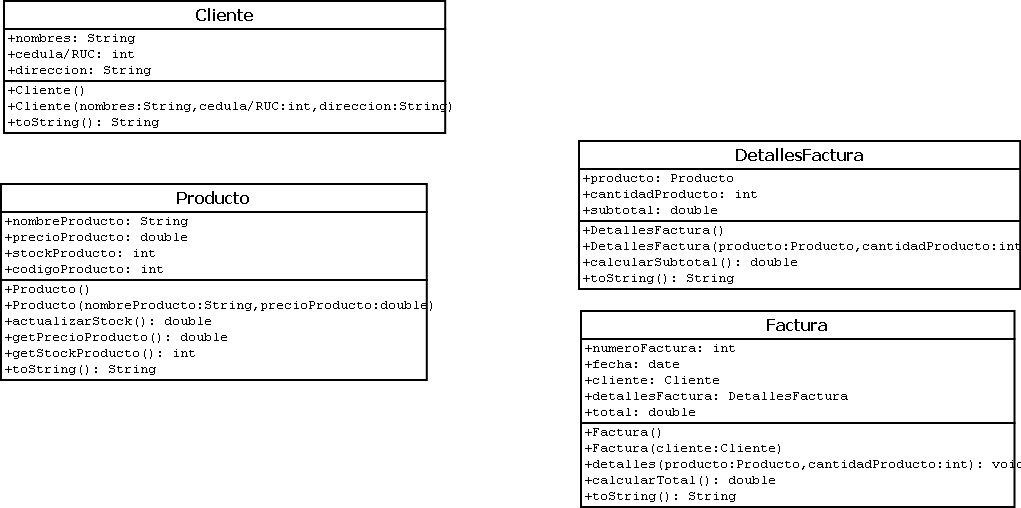 Cliente
+nombres: String
+cedula/RUC: int
+direccion: String
+Cliente()
+Cliente(nombres:String,cedula/RUC:int,direccion:String)
+toString(): String
Producto
+nombreProducto: String
+precioProducto: double
+stockProducto: int
+codigoProducto: int
+Producto()
+Producto(nombreProducto:String,precioProducto:double)
+actualizarStock(): double
+getPrecioProducto(): double
+getStockProducto(): int
+toString(): String
DetallesFactura
+producto: Producto
+cantidadProducto: int
+subtotal: double
+DetallesFactura()
+DetallesFactura(producto:Producto,cantidadProducto:int
+calcularSubtotal(): double
+toString(): String
Factura
+numeroFactura: int
+fecha: date
+cliente: Cliente
+detallesFactura: DetallesFactura
+total: double
+Factura()
+Factura(cliente:Cliente)
+detalles(producto:Producto,cantidadProducto:int): voi
+calcularTotal(): double
+toString(): String